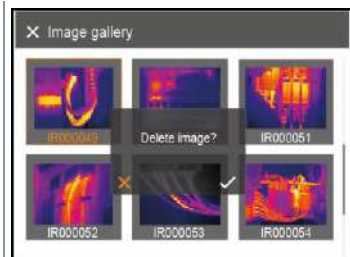 Image gallery
IR000049
Delete image?
IR000051
IR000052
IR000053
IR000054